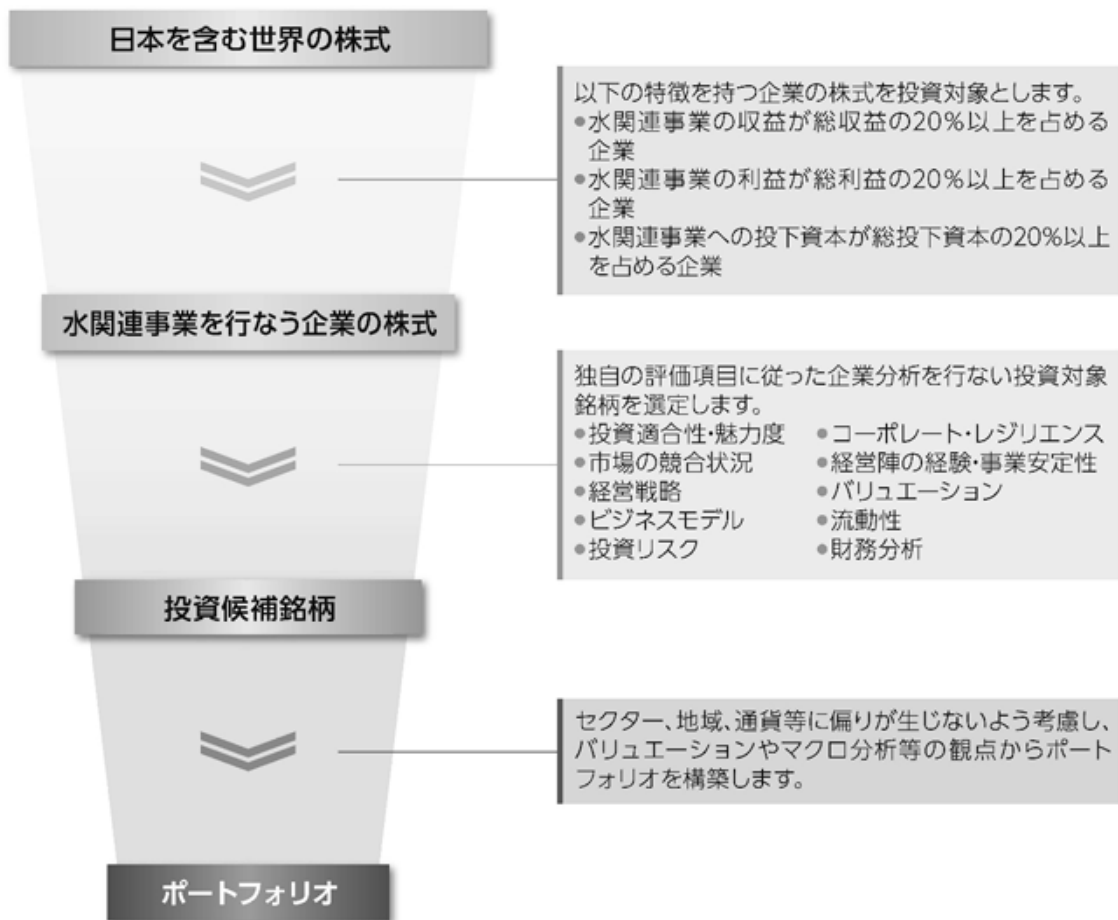 日本を含む世界の株式
以下の特徴を持つ企業の株式を投資対象とします。
●水関連事業の収益が総収益の20%以上を占める
企業
●水関連事業の利益が総利益の20%以上を占める
企業
●水関連事業への投下資本が総投下資本の20%以上
を占める企業
水関連事業を行なう企業の株式
独自の評価項目に従った企業分析を行ない投資対象
銘柄を選定します。
●投資適合性・魅力度
●市場の競合状況
●経営戦略
●ビジネスモデル
●投資リスク
●コーポレート・レジリエンス
●経営陣の経験・事業安定性
●バリュエーション
●流動性
●財務分析
投資候補銘柄
セクター、地域、通貨等に偏りが生じないよう考慮し、
バリュエーションやマクロ分析等の観点からポート
フォリオを構築します。
ポートフォリオ